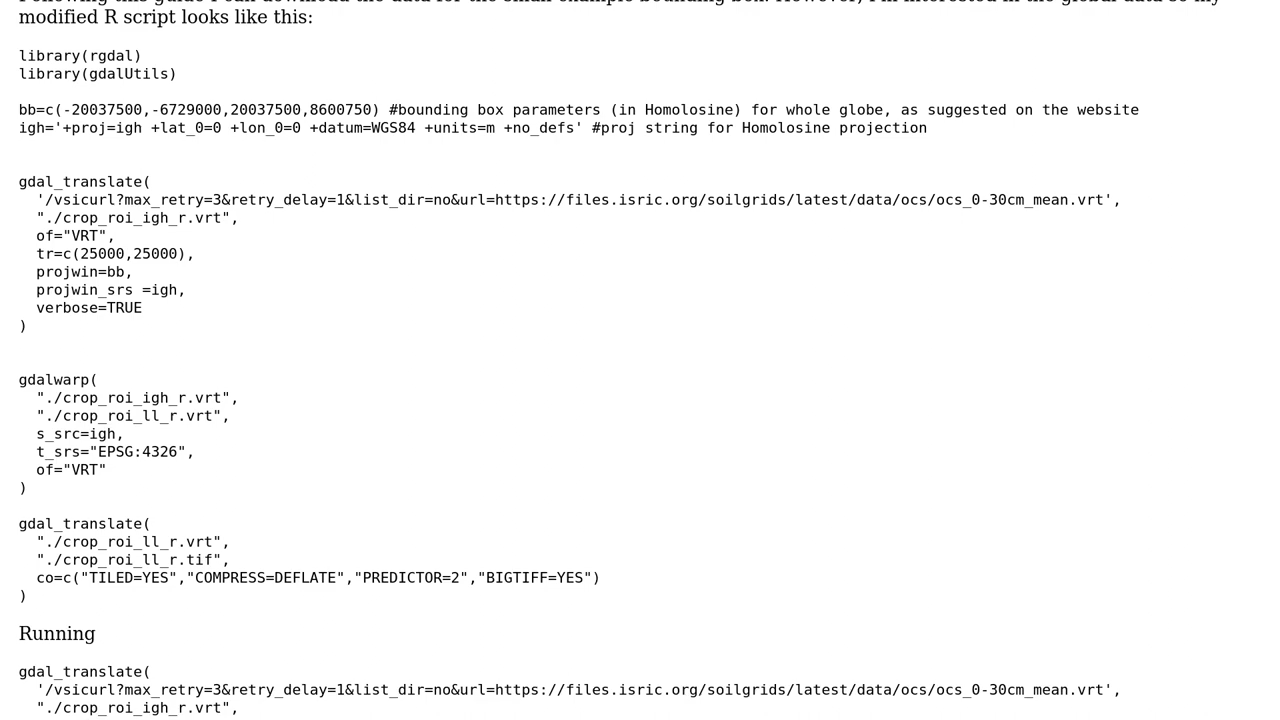 modified R script looks like this:
library(rgdal)
library(gdalUtils)
bb=c(-20037500,-6729000,20037500,8600750) #bounding box parameters (in Homolosine) for whole globe, as suggested on the website
igh='+proj=igh +lat_0=0 +lon_0=0 +datum=WGS84 +units=m +no_defs' #proj string for Homolosine projection
gdal_translate(
  '/vsicurl?max_retry=3&retry_delay=1&list_dir=no&url=https://files.isric.org/soilgrids/latest/data/ocs/ocs_0-30cm_mean.vrt',
  "./crop_roi_igh_r.vrt",
  of="VRT",
  tr=c(25000,25000),
  projwin=bb,
  projwin_srs =igh,
  verbose=TRUE
)
gdalwarp(
  "./crop_roi_igh_r.vrt",
  "./crop_roi_ll_r.vrt",
  s_src=igh,
  t_srs="EPSG:4326",
  of="VRT"
)
gdal_translate(
  "./crop_roi_ll_r.vrt",
  "./crop_roi_ll_r.tif",
  co=c("TILED=YES","COMPRESS=DEFLATE","PREDICTOR=2","BIGTIFF=YES")
)
Running
gdal_translate(
  '/vsicurl?max_retry=3&retry_delay=1&list_dir=no&url=https://files.isric.org/soilgrids/latest/data/ocs/ocs_0-30cm_mean.vrt',
  "./crop_roi_igh_r.vrt",